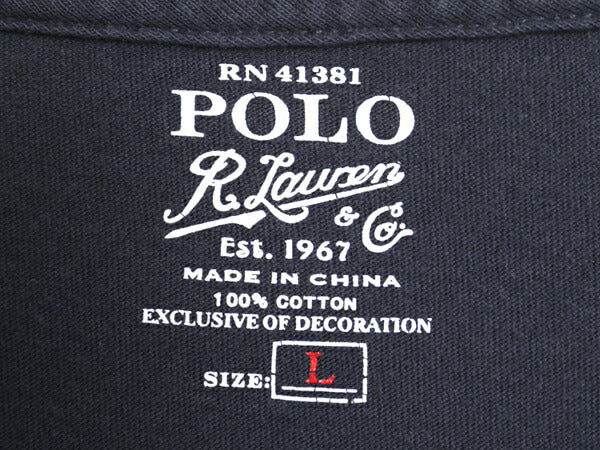 RN 41381
POLO
R. Lauren
& Co.
EST. 1967
MADE IN CHINA
100% COTTON
EXCLUSIVE OF DECORATION
SIZE: L